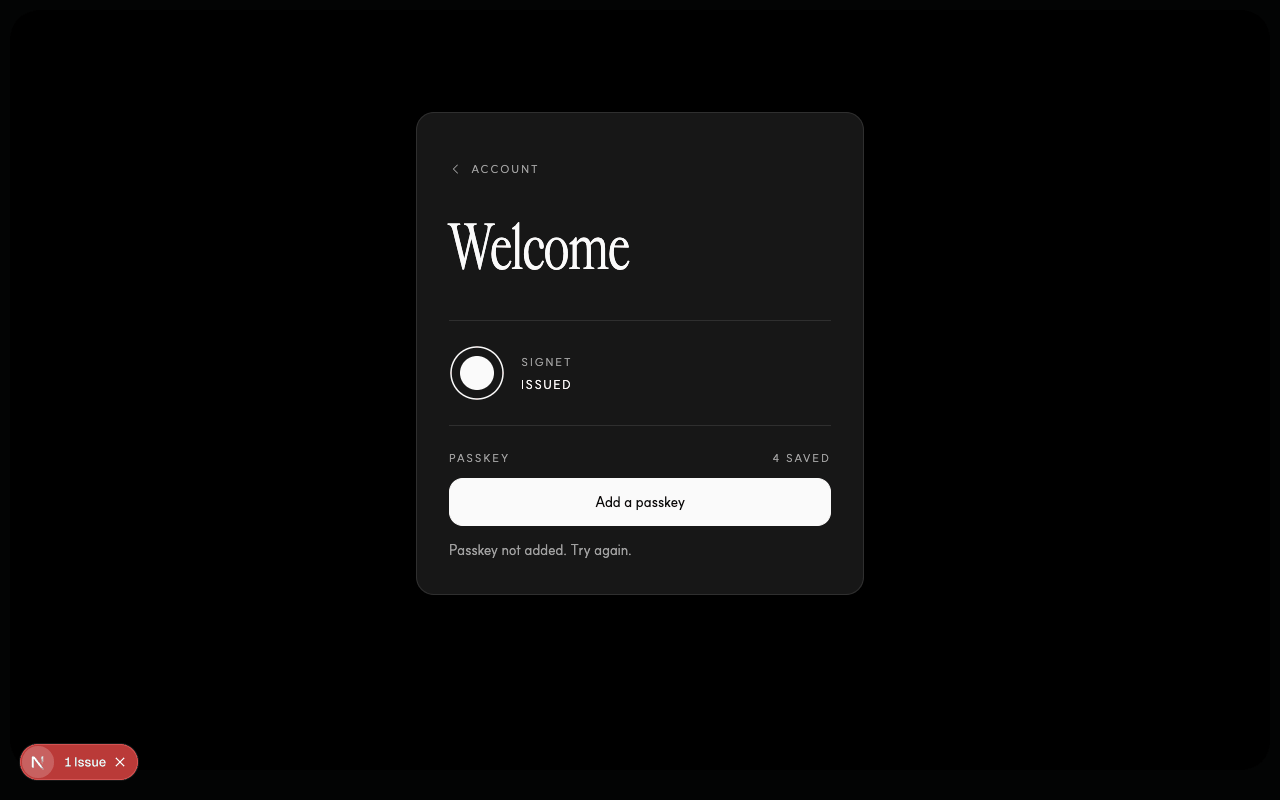 ACCOUNT
Welcome
SIGNET
ISSUED
PASSKEY 4 SAVED
Add a passkey
Passkey not added. Try again.
N 1 Issue